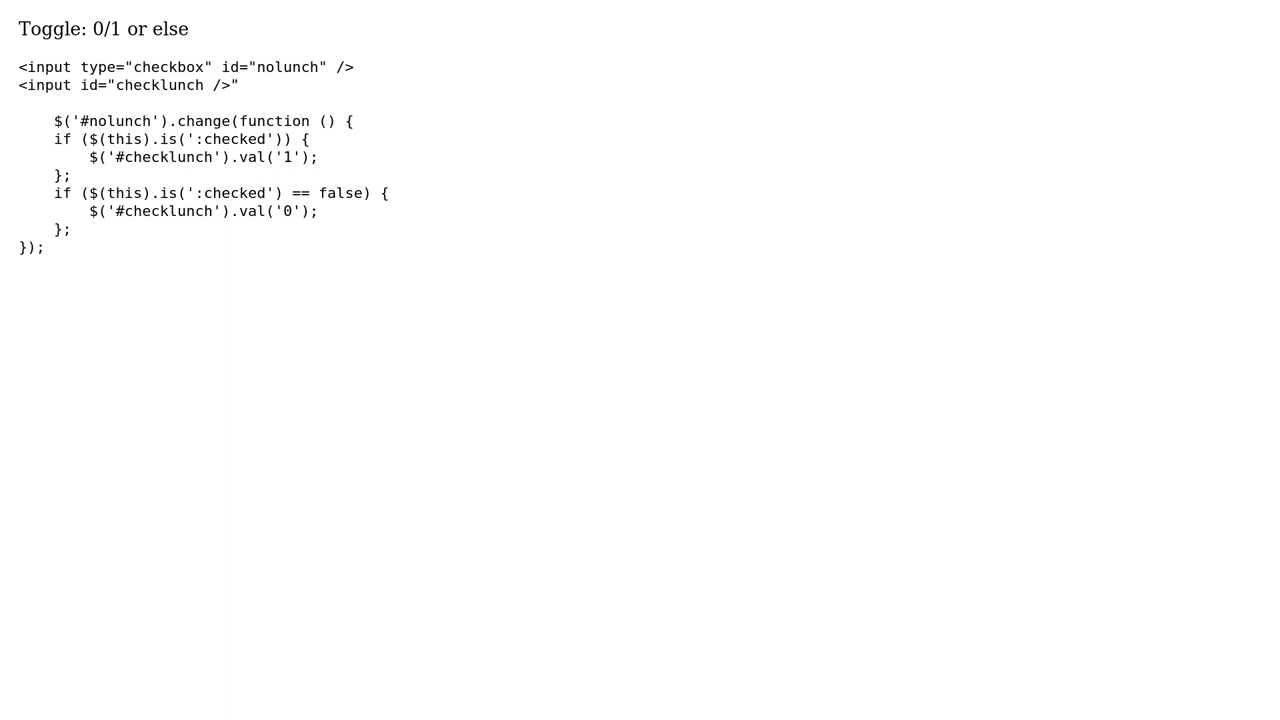 Toggle: 0/1 or else
<input type="checkbox" id="nolunch" />
<input id="checklunch />"
    $('#nolunch').change(function () {
    if ($(this).is(':checked')) {
        $('#checklunch').val('1');
    };
    if ($(this).is(':checked') == false) {
        $('#checklunch').val('0');
    };
});